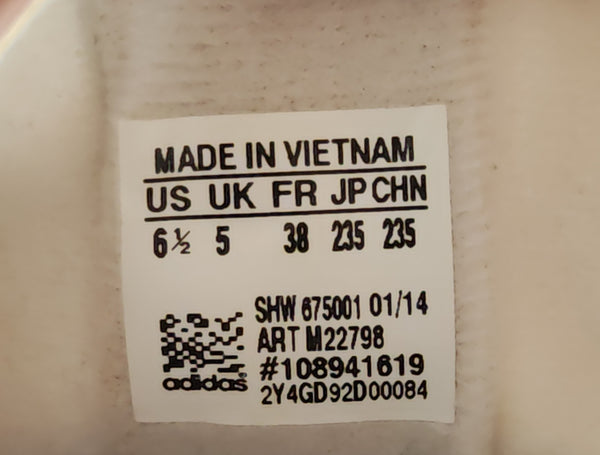 MADE IN VIETNAM
US UK FR JP CHN
6½ 5 38 235 235
SHW 675001 01/14
ART M22798
#108941619
adidas
2Y4GD92D00084